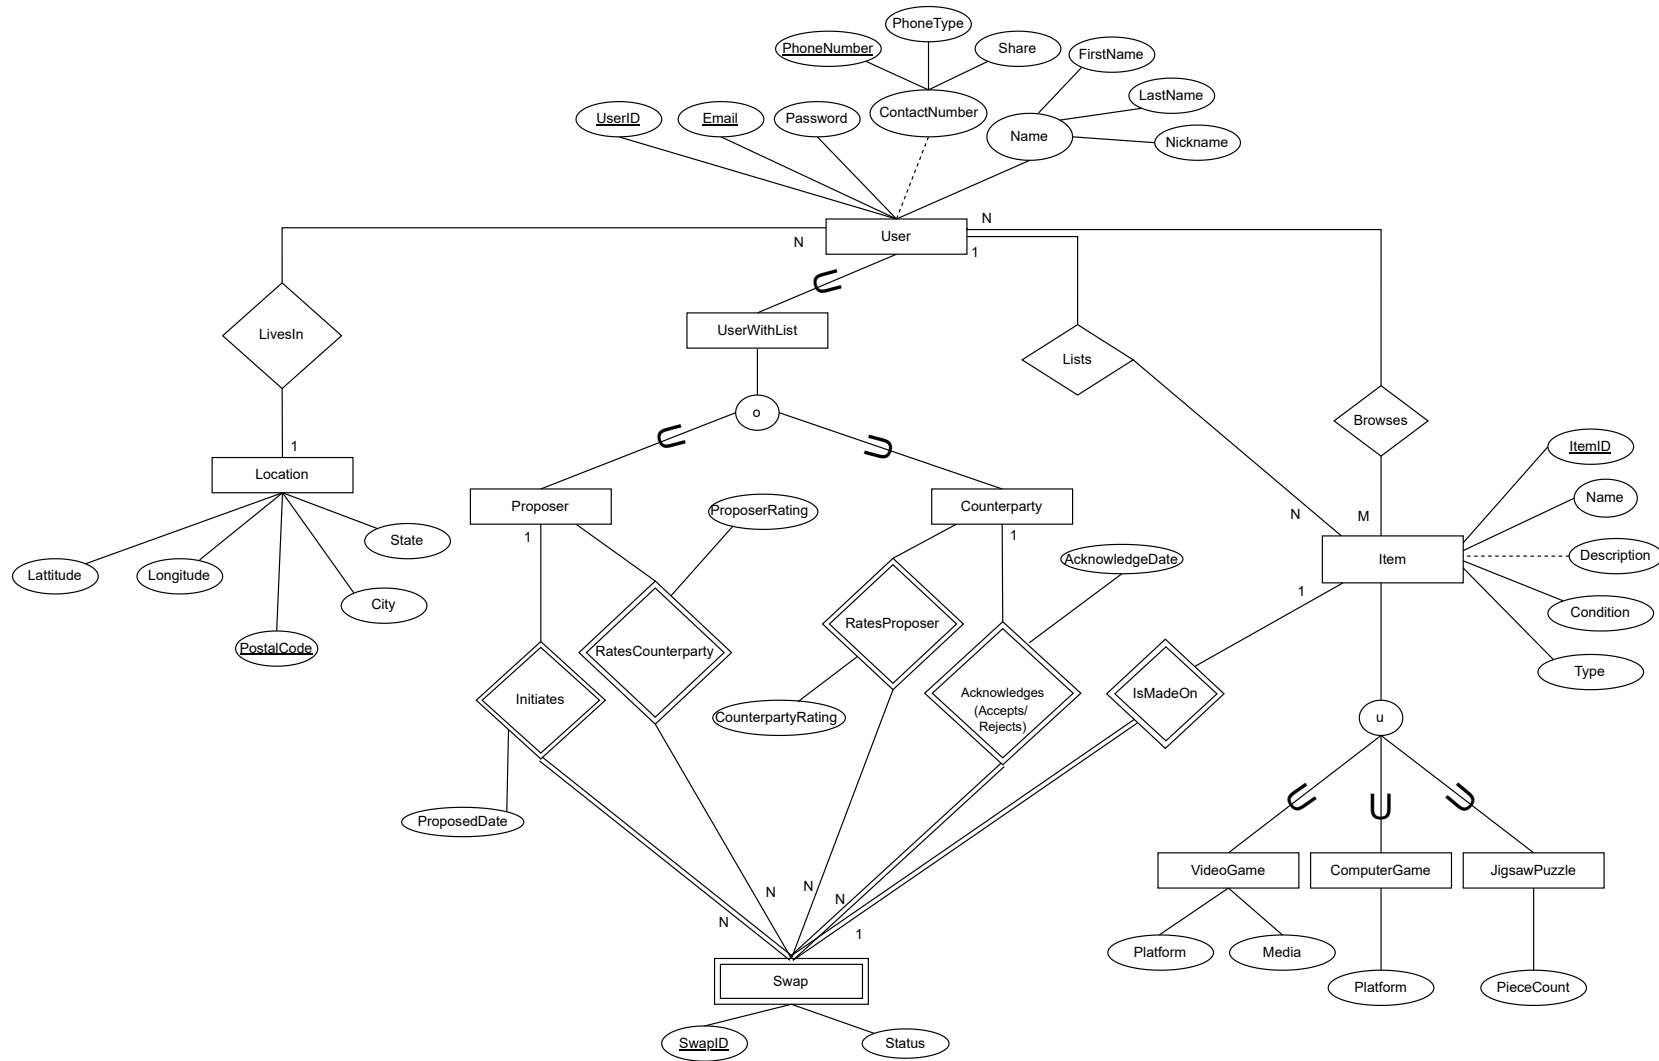 PhoneType
PhoneNumber
Share
FirstName
LastName
UserID
Email
Password
ContactNumber
Name
Nickname
N
User
N
1
UserWithList
LivesIn
Lists
o
Browses
1
ItemID
Location
Name
Proposer
ProposerRating
Counterparty
N
M
State
1
1
Description
Item
AcknowledgeDate
Lattitude
Longitude
1
City
Condition
RatesProposer
PostalCode
RatesCounterparty
Type
Initiates
Acknowledges
(Accepts/
Rejects)
IsMadeOn
CounterpartyRating
u
ProposedDate
VideoGame
ComputerGame
JigsawPuzzle
N
N
N
N
1
Platform
Media
Swap
Platform
PieceCount
SwapID
Status